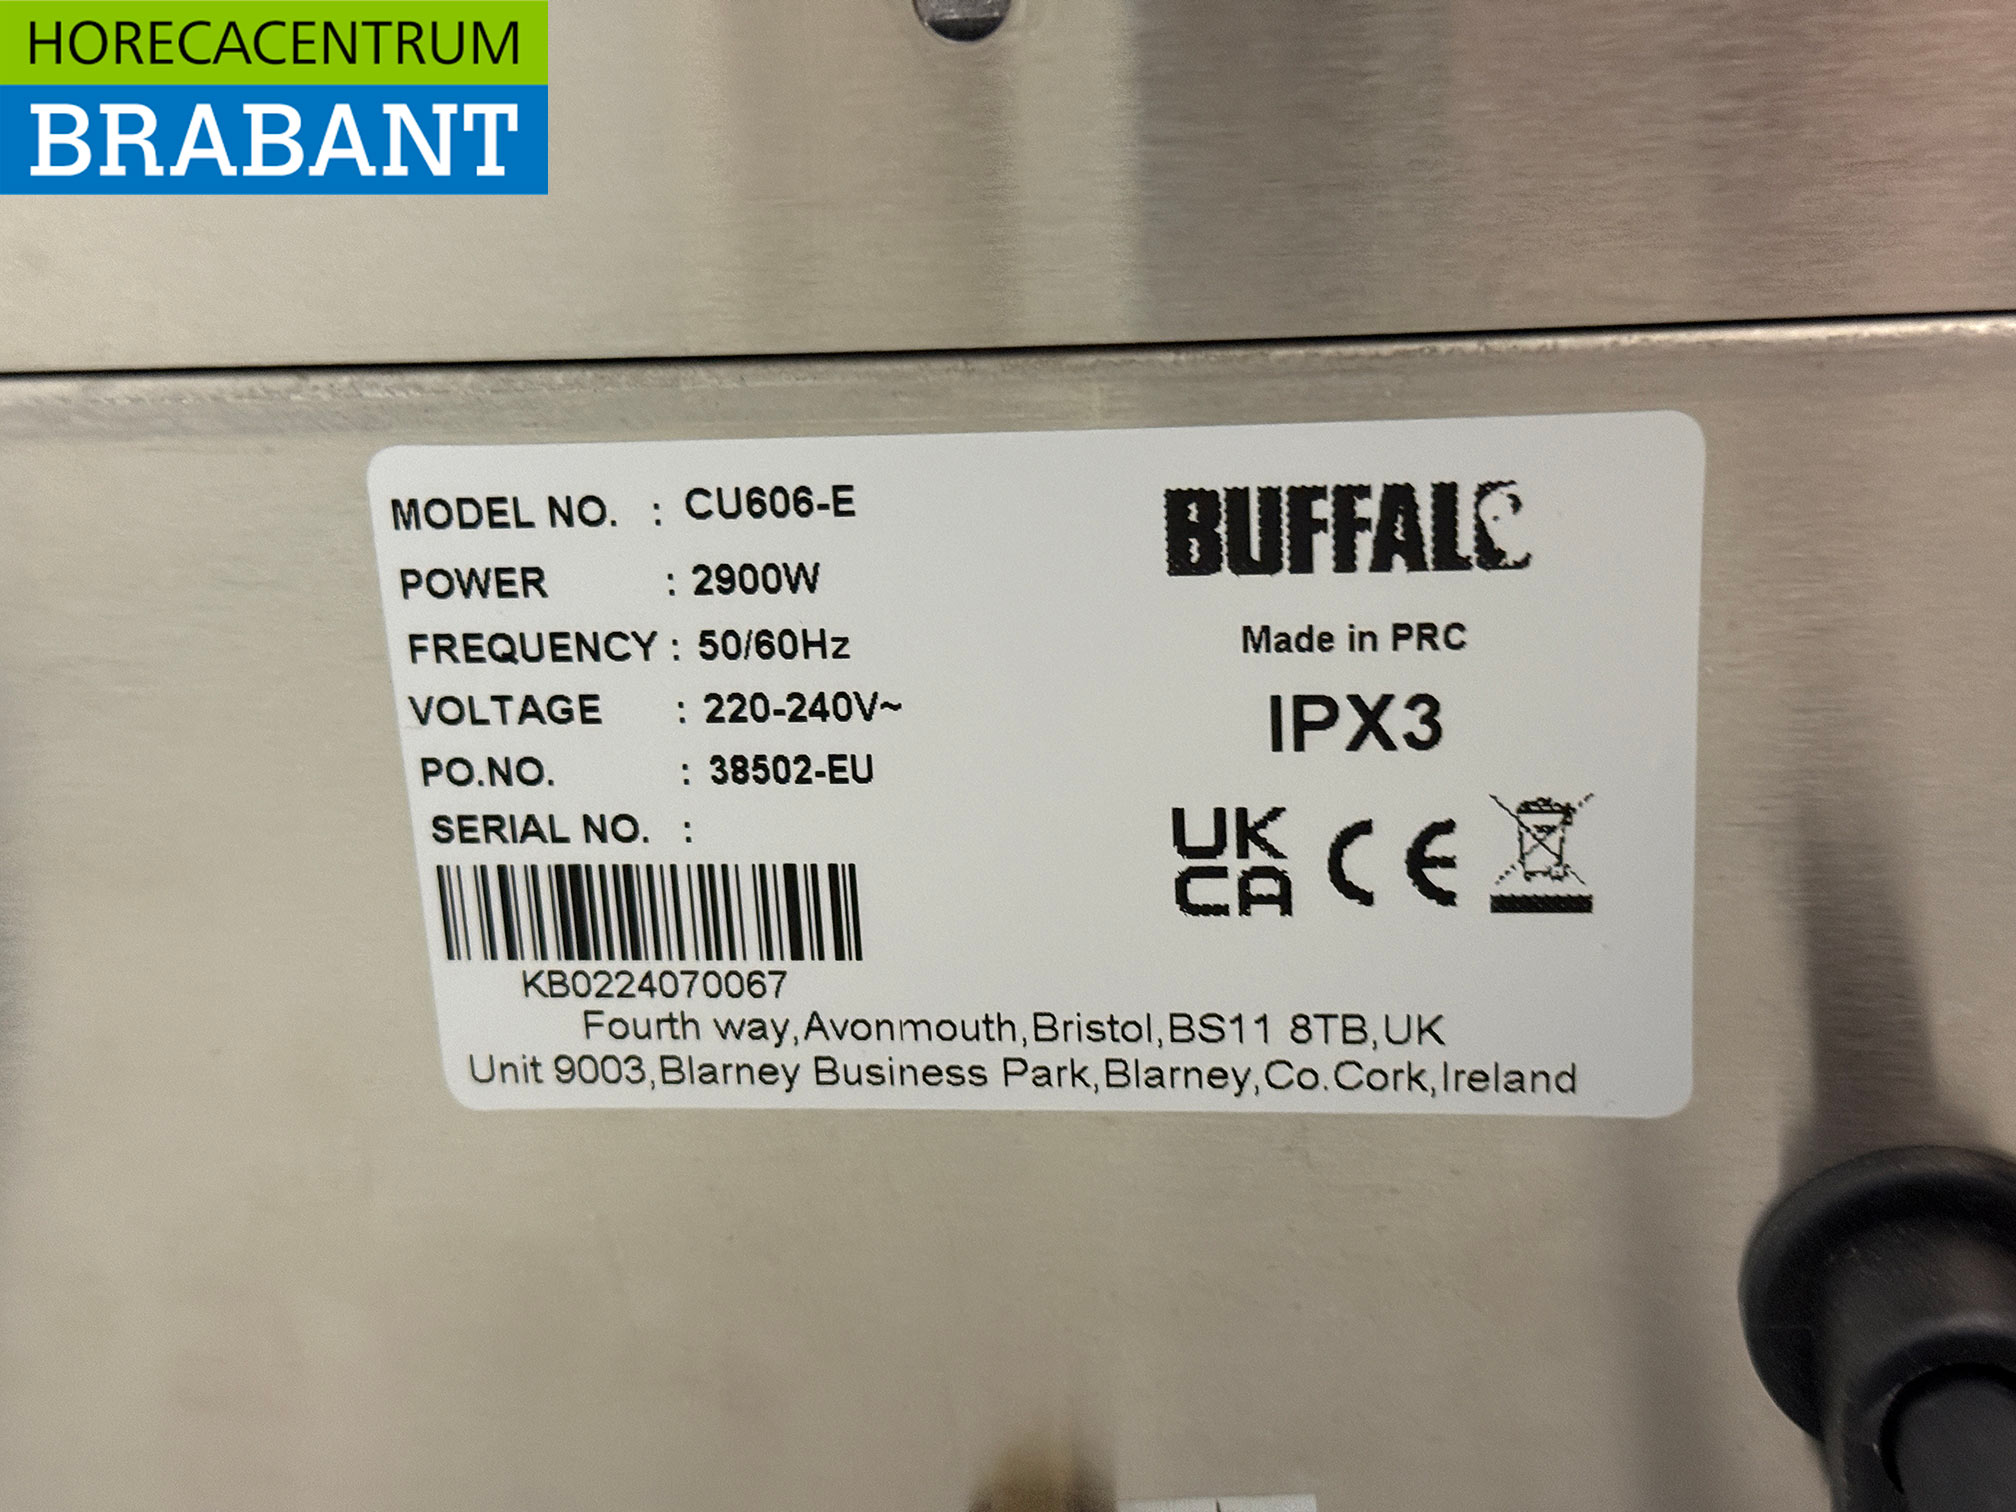 HORECACENTRUM
BRABANT
MODEL NO. : CU606-E
POWER : 2900W
FREQUENCY : 50/60Hz
VOLTAGE : 220-240V~
PO.NO. : 38502-EU
SERIAL NO. :
KB0224070067
BUFFALO
Made in PRC
IPX3
UK
CA CE
Fourth way,Avonmouth,Bristol,BS11 8TB,UK
Unit 9003,Blarney Business Park,Blarney,Co.Cork,Ireland